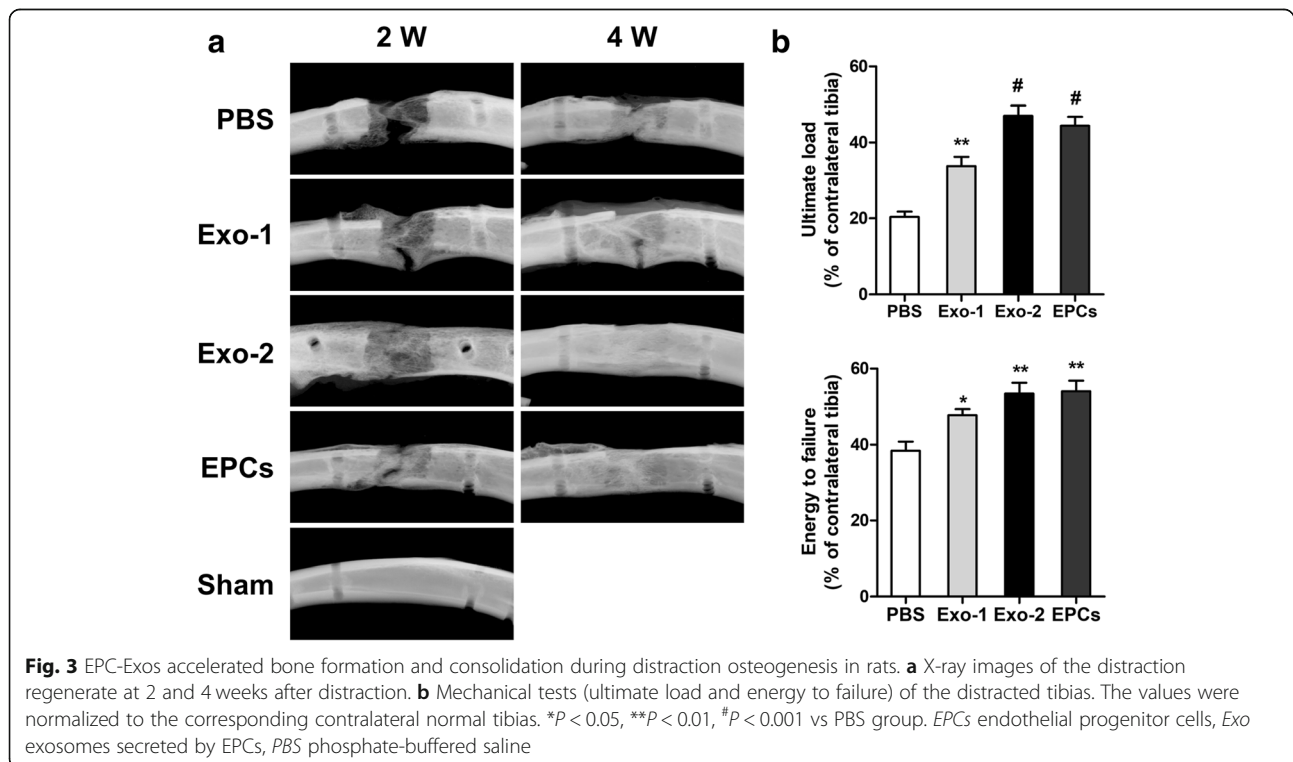 a
2 W
4 W
PBS
Exo-1
Exo-2
EPCs
Sham
b
Ultimate load
(% of contralateral tibia)
60
40
20
0
**
#
#
PBS
Exo-1
Exo-2
EPCs
Energy to failure
(% of contralateral tibia)
60
40
20
0
*
**
**
PBS
Exo-1
Exo-2
EPCs
Fig. 3 EPC-Exos accelerated bone formation and consolidation during distraction osteogenesis in rats. a X-ray images of the distraction
regenerate at 2 and 4 weeks after distraction. b Mechanical tests (ultimate load and energy to failure) of the distracted tibias. The values were
normalized to the corresponding contralateral normal tibias. *P < 0.05, **P < 0.01, #P < 0.001 vs PBS group. EPCs endothelial progenitor cells, Exo
exosomes secreted by EPCs, PBS phosphate-buffered saline